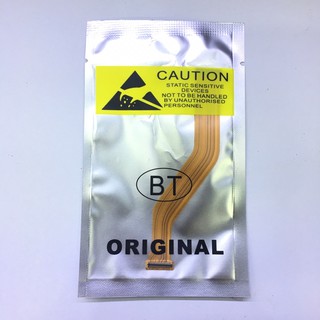 CAUTION
STATIC SENSITIVE
DEVICES
NOT TO BE HANDLED
BY UNAUTHORISED
PERSONNEL
BT
ORIGINAL